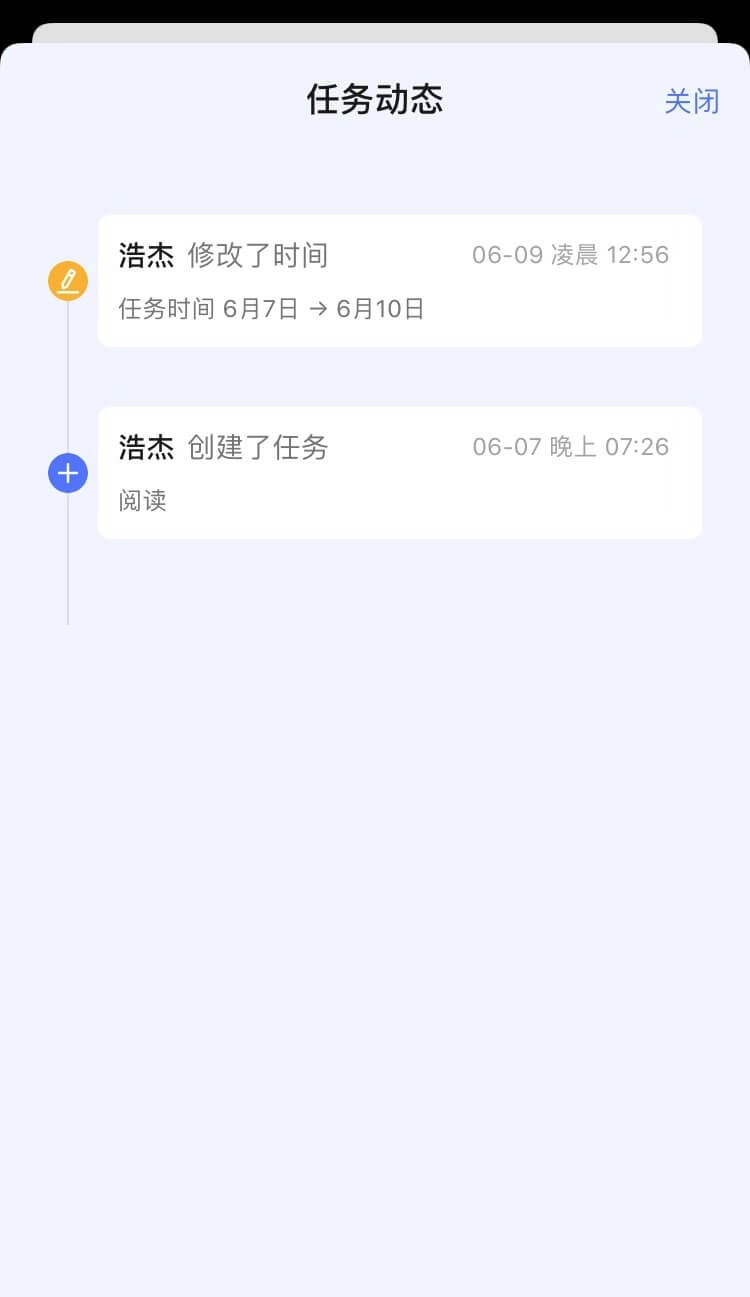 任务动态
关闭
浩杰 修改了时间 06-09 凌晨 12:56
任务时间 6月7日 → 6月10日
浩杰 创建了任务 06-07 晚上 07:26
阅读